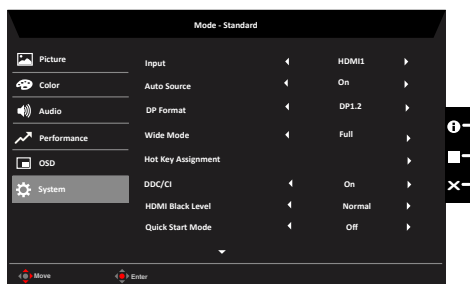 Mode - Standard
Picture
Color
Audio
Performance
OSD
System
Input HDMI1
Auto Source On
DP Format DP1.2
Wide Mode Full
Hot Key Assignment
DDC/CI On
HDMI Black Level Normal
Quick Start Mode Off
Move Enter